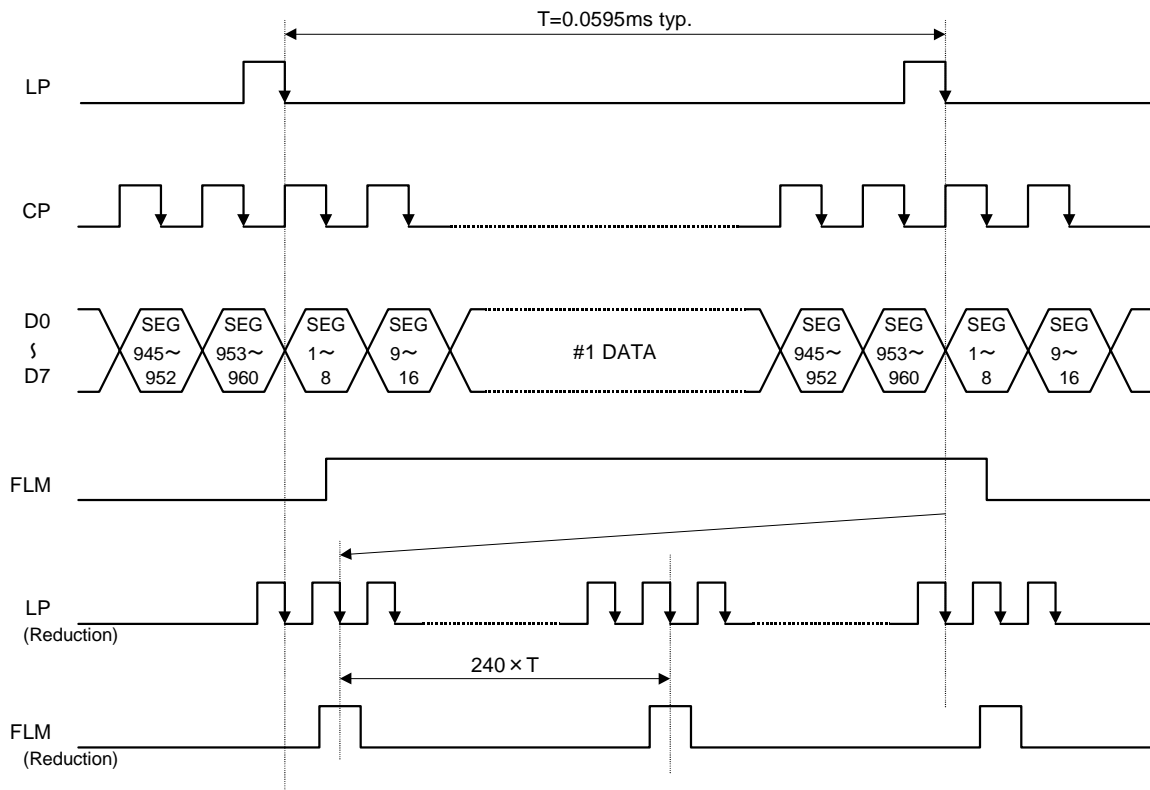 T=0.0595ms typ.
LP
CP
D0
∼
D7
SEG
945∼
952
SEG
953∼
960
SEG
1∼
8
SEG
9∼
16
#1 DATA
SEG
945∼
952
SEG
953∼
960
SEG
1∼
8
SEG
9∼
16
FLM
LP
(Reduction)
240×T
FLM
(Reduction)